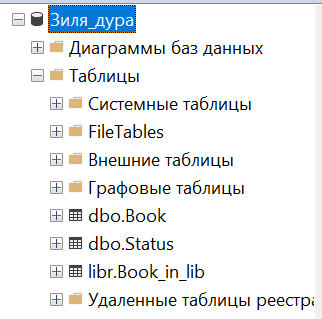 Зиля_дура
Диаграммы баз данных
Таблицы
Системные таблицы
FileTables
Внешние таблицы
Графовые таблицы
dbo.Book
dbo.Status
libr.Book_in_lib
Удаленные таблицы реестра